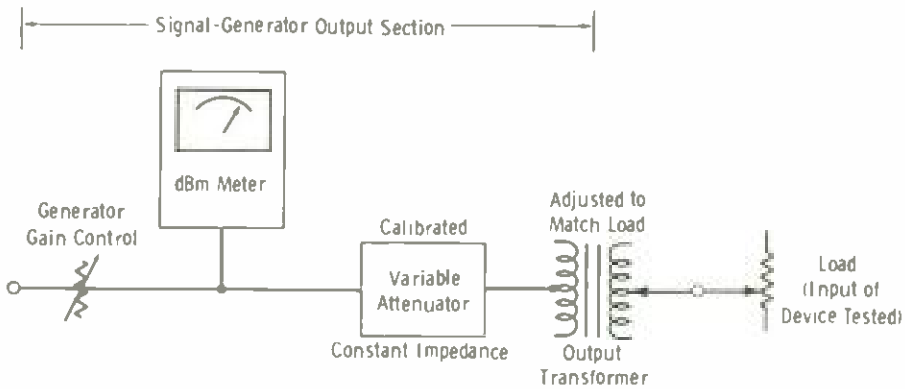 Signal-Generator Output Section
dBm Meter
Generator
Gain Control
Calibrated
Variable
Attenuator
Constant Impedance
Adjusted to
Match Load
Output
Transformer
Load
(Input of
Device Tested)